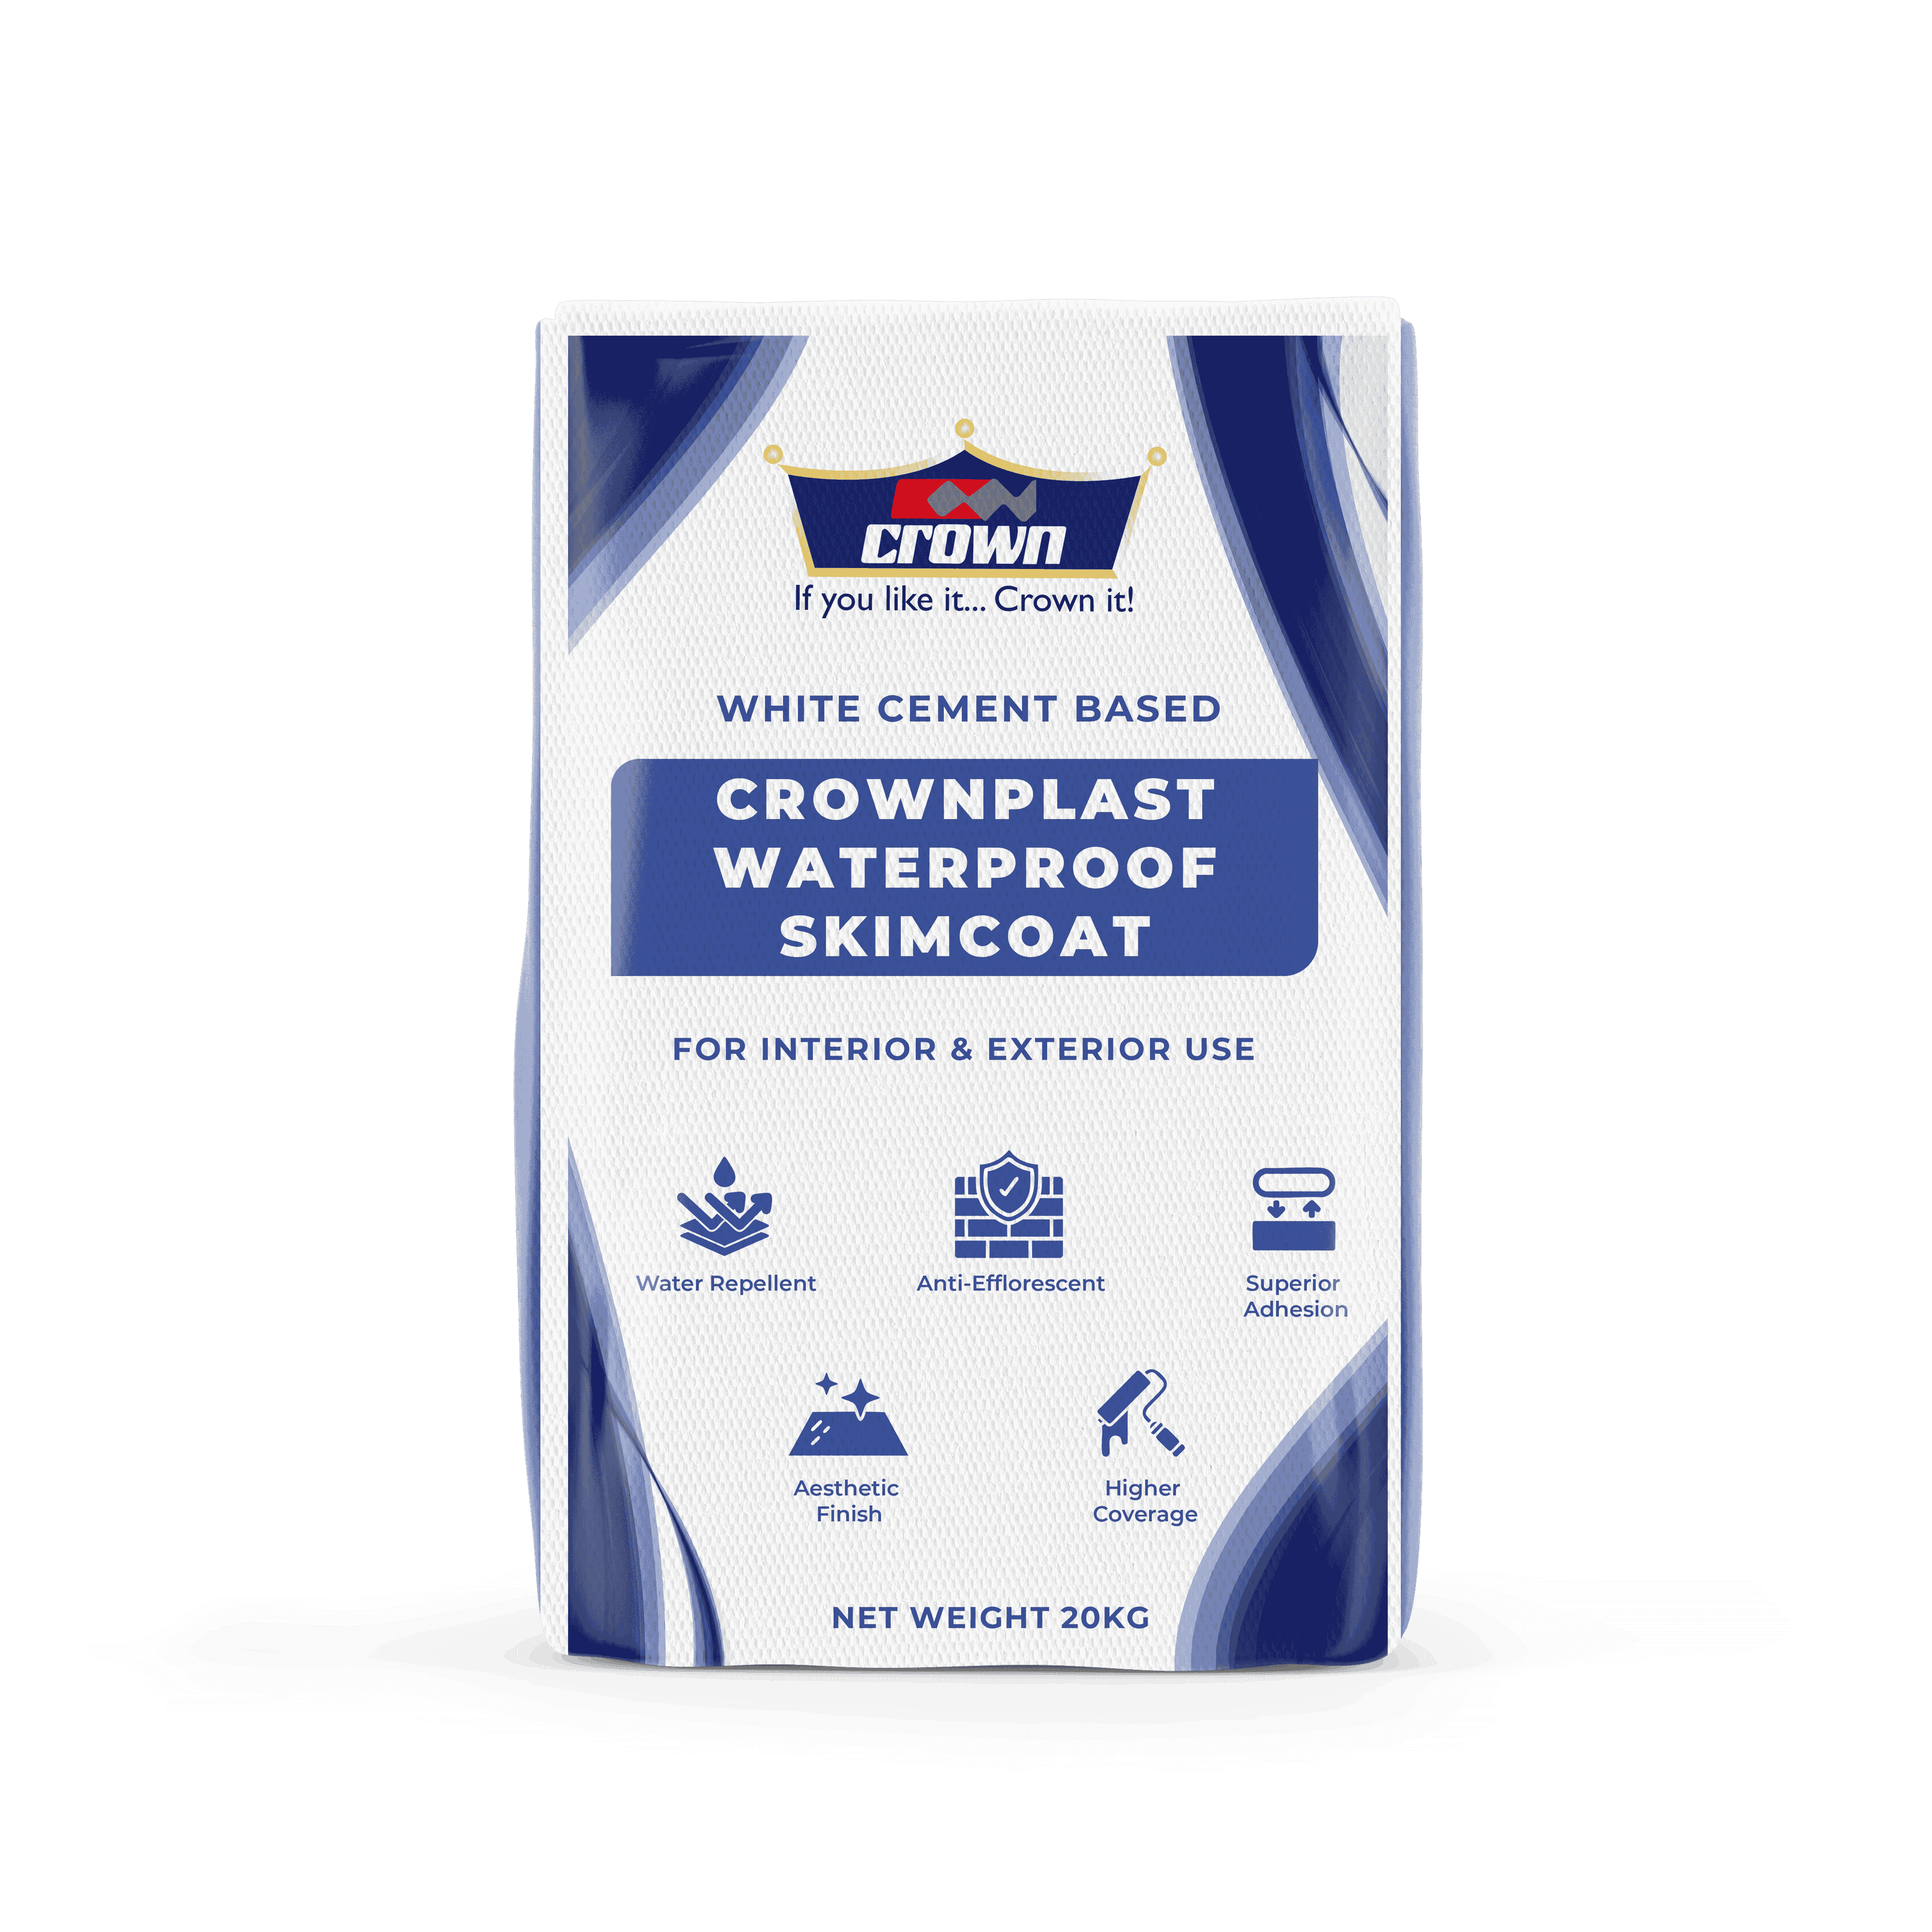 crown
If you like it... Crown it!
WHITE CEMENT BASED
CROWNPLAST
WATERPROOF
SKIMCOAT
FOR INTERIOR & EXTERIOR USE
Water Repellent
Anti-Efflorescent
Superior
Adhesion
Aesthetic
Finish
Higher
Coverage
NET WEIGHT 20KG